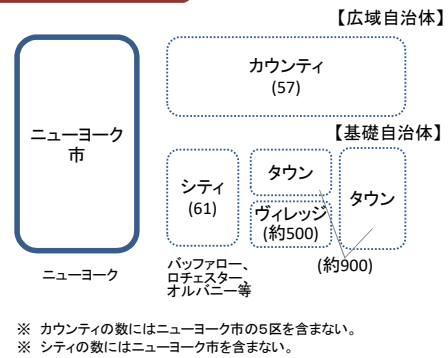 【広域自治体】
カウンティ
(57)
ニューヨーク
市
【基礎自治体】
シティ
(61)
タウン
ヴィレッジ
(約500)
タウン
ニューヨーク
バッファロー、
ロチェスター、
オルバニー等
(約900)
※ カウンティの数にはニューヨーク市の５区を含まない。
※ シティの数にはニューヨーク市を含まない。